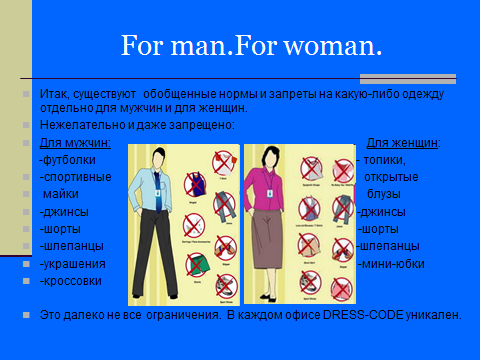 For man.For woman.
Итак, существуют обобщенные нормы и запреты на какую-либо одежду
отдельно для мужчин и для женщин.
Нежелательно и даже запрещено:
Для мужчин: Для женщин:
-футболки - топики,
-спортивные открытые
майки блузы
-джинсы -джинсы
-шорты -шорты
-шлепанцы -шлепанцы
-украшения -мини-юбки
-кроссовки
Это далеко не все ограничения. В каждом офисе DRESS-CODE уникален.